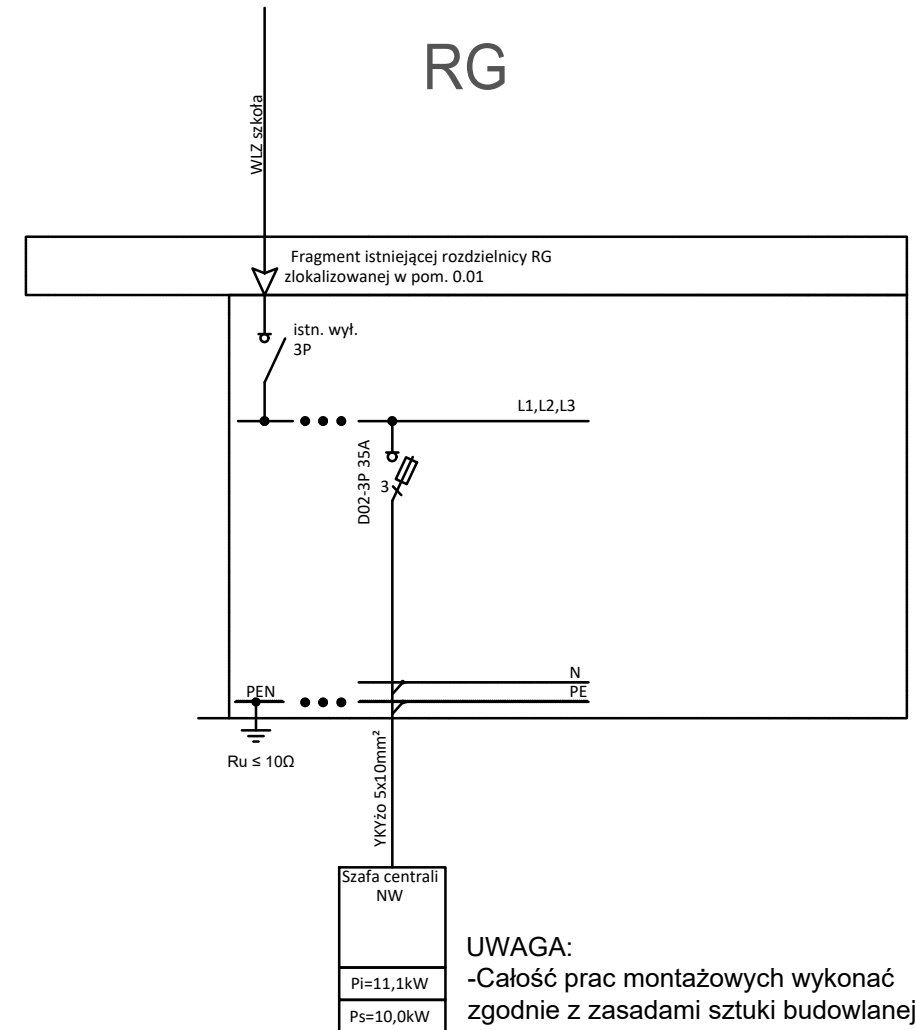 RG
WLZ szkoła
Fragment istniejącej rozdzielnicy RG
zlokalizowanej w pom. 0.01
istn. wył.
3P
L1,L2,L3
D02-3P 35A
3
N
PEN
PE
Ru ≤ 10Ω
YKYżo 5x10mm²
Szafa centrali
NW
Pi=11,1kW
Ps=10,0kW
UWAGA:
-Całość prac montażowych wykonać
zgodnie z zasadami sztuki budowlanej